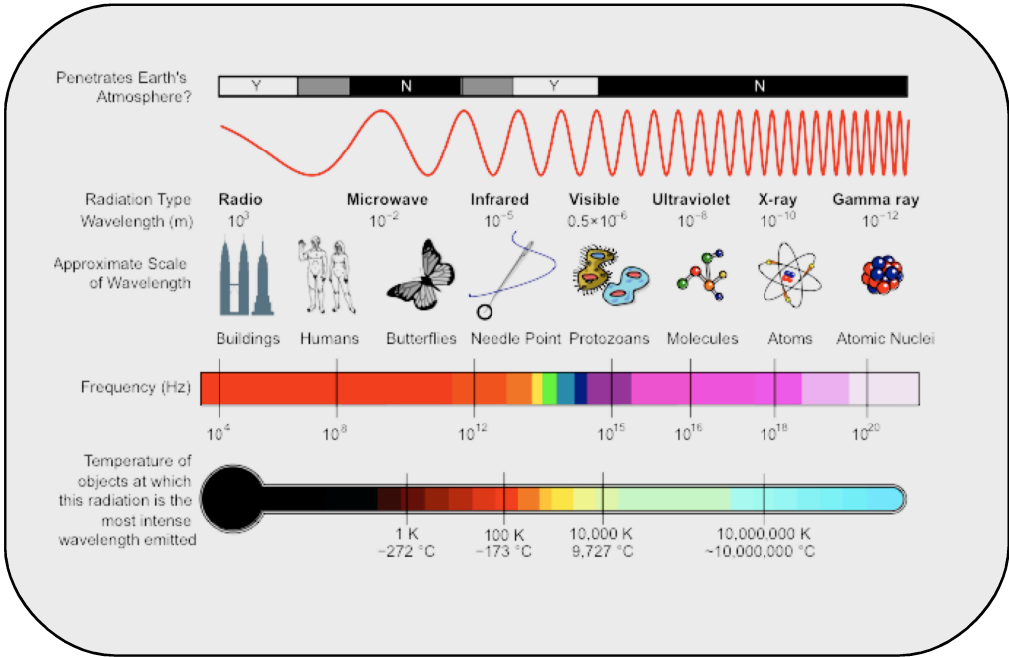 Penetrates Earth's
Atmosphere?
Y N Y N
Radiation Type Radio Microwave Infrared Visible Ultraviolet X-ray Gamma ray
Wavelength (m) 10³ 10⁻² 10⁻⁵ 0.5×10⁻⁶ 10⁻⁸ 10⁻¹⁰ 10⁻¹²
Approximate Scale
of Wavelength
Buildings Humans Butterflies Needle Point Protozoans Molecules Atoms Atomic Nuclei
Frequency (Hz)
10⁴ 10⁻⁸ 10¹² 10¹⁵ 10¹⁶ 10¹⁸ 10²⁰
Temperature of
objects at which
this radiation is the
most intense
wavelength emitted
1 K 100 K 10,000 K 10,000,000 K
−272 °C −173 °C 9,727 °C ~10,000,000 °C